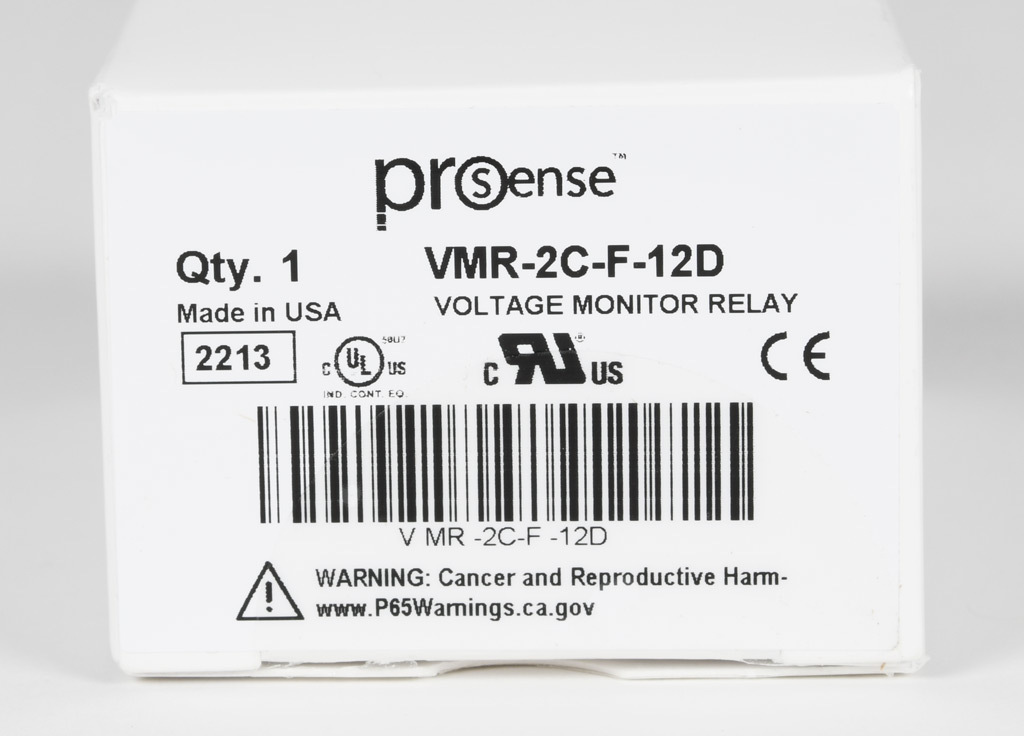 prosense™
Qty. 1
VMR-2C-F-12D
Made in USA
VOLTAGE MONITOR RELAY
2213
C UL US
50U7
IND. CONT. EQ.
C RU ® US
CE
V MR -2C-F -12D
WARNING: Cancer and Reproductive Harm-
www.P65Warnings.ca.gov